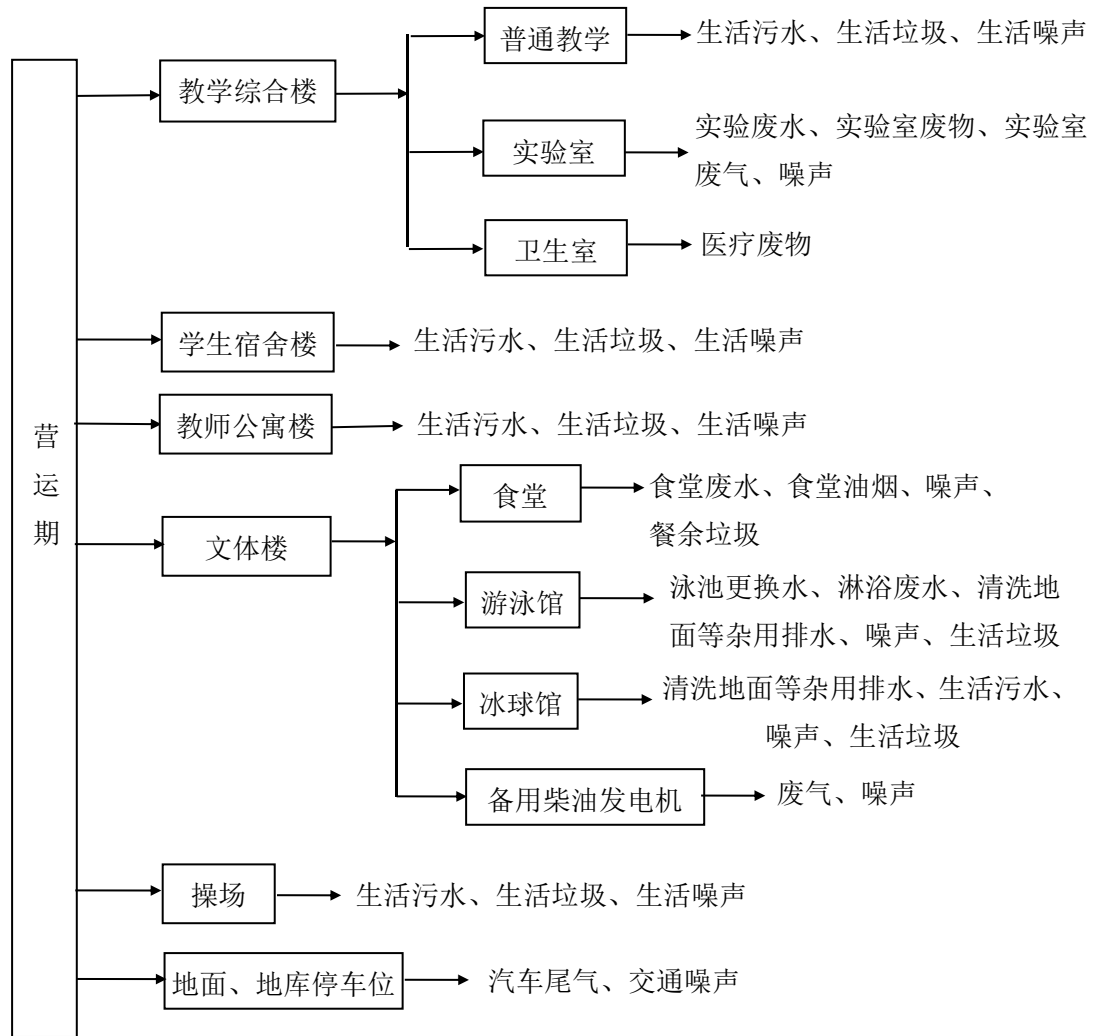 普通教学
生活污水、生活垃圾、生活噪声
教学综合楼
实验室
实验废水、实验室废物、实验室
废气、噪声
卫生室
医疗废物
学生宿舍楼
生活污水、生活垃圾、生活噪声
教师公寓楼
生活污水、生活垃圾、生活噪声
营
运
期
食堂
食堂废水、食堂油烟、噪声、
餐余垃圾
文体楼
游泳馆
泳池更换水、淋浴废水、清洗地
面等杂用排水、噪声、生活垃圾
冰球馆
清洗地面等杂用排水、生活污水、
噪声、生活垃圾
备用柴油发电机
废气、噪声
操场
生活污水、生活垃圾、生活噪声
地面、地库停车位
汽车尾气、交通噪声